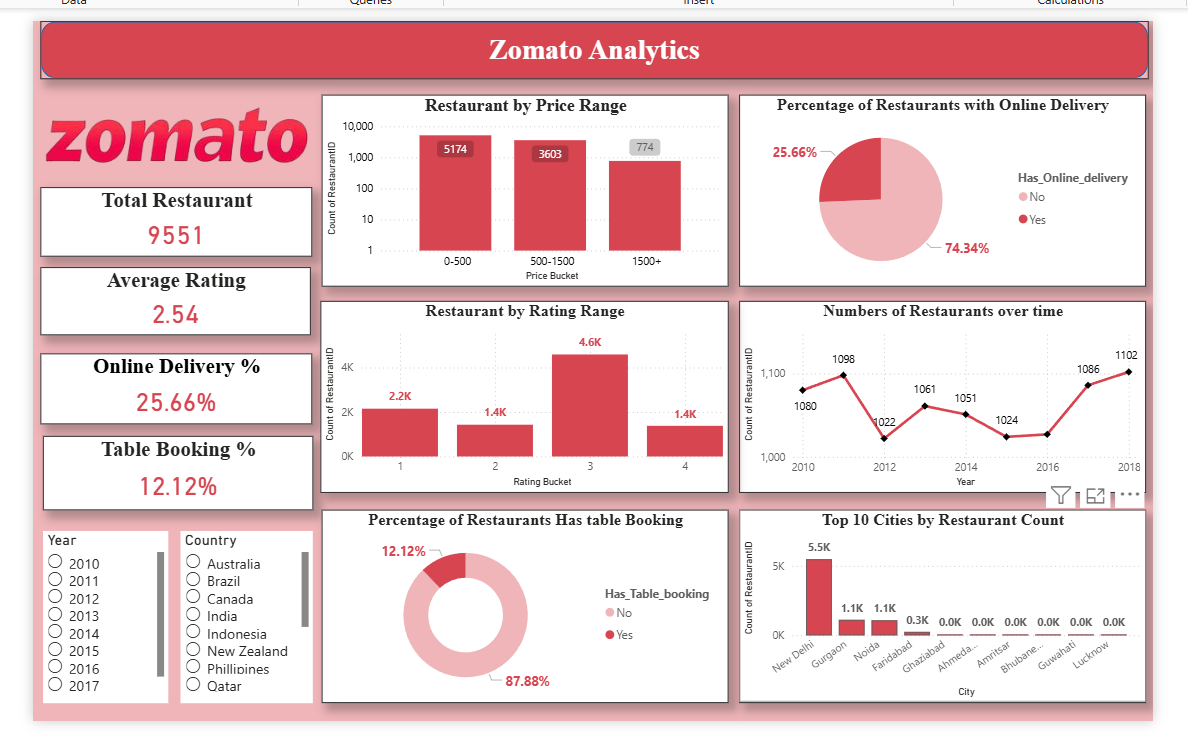 Data
Queries
Insert
Calculations
Zomato Analytics
zomato
Total Restaurant
9551
Average Rating
2.54
Online Delivery %
25.66%
Table Booking %
12.12%
Year
2010
2011
2012
2013
2014
2015
2016
2017
Country
Australia
Brazil
Canada
India
Indonesia
New Zealand
Phillipines
Qatar
Restaurant by Price Range
Count of RestaurantID
10,000
1,000
100
10
1
5174
3603
774
0-500
500-1500
1500+
Price Bucket
Percentage of Restaurants with Online Delivery
25.66%
74.34%
Has_Online_delivery
No
Yes
Restaurant by Rating Range
Count of RestaurantID
4K
2K
0K
2.2K
1.4K
4.6K
1.4K
1
2
3
4
Rating Bucket
Numbers of Restaurants over time
Count of RestaurantID
1,100
1,000
1080
1098
1022
1061
1051
1024
1086
1102
2010
2012
2014
2016
2018
Year
Percentage of Restaurants Has table Booking
12.12%
87.88%
Has_Table_booking
No
Yes
Top 10 Cities by Restaurant Count
Count of RestaurantID
5K
0K
5.5K
1.1K
1.1K
0.3K
0.0K
0.0K
0.0K
0.0K
0.0K
0.0K
New Delhi
Gurgaon
Noida
Faridabad
Ghaziabad
Ahmeda...
Amritsar
Bhubane...
Guwahati
Lucknow
City